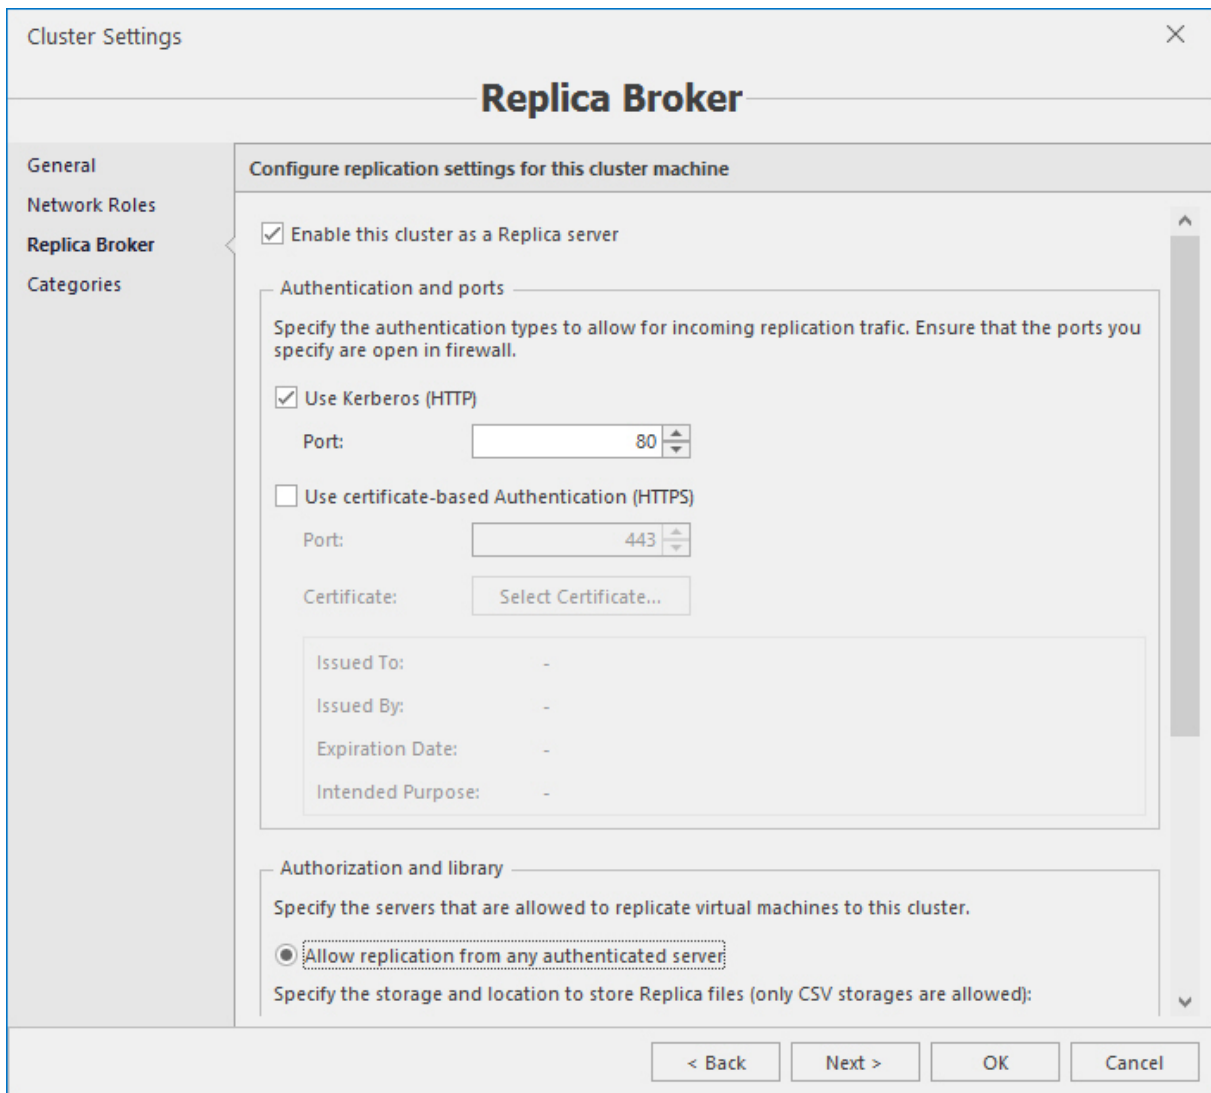 Cluster Settings
Replica Broker
General
Network Roles
Replica Broker
Categories
Configure replication settings for this cluster machine
Enable this cluster as a Replica server
Authentication and ports
Specify the authentication types to allow for incoming replication trafic. Ensure that the ports you
specify are open in firewall.
Use Kerberos (HTTP)
Port: 80
Use certificate-based Authentication (HTTPS)
Port: 443
Certificate: Select Certificate...
Issued To: -
Issued By: -
Expiration Date: -
Intended Purpose: -
Authorization and library
Specify the servers that are allowed to replicate virtual machines to this cluster.
Allow replication from any authenticated server
Specify the storage and location to store Replica files (only CSV storages are allowed):
< Back Next > OK Cancel